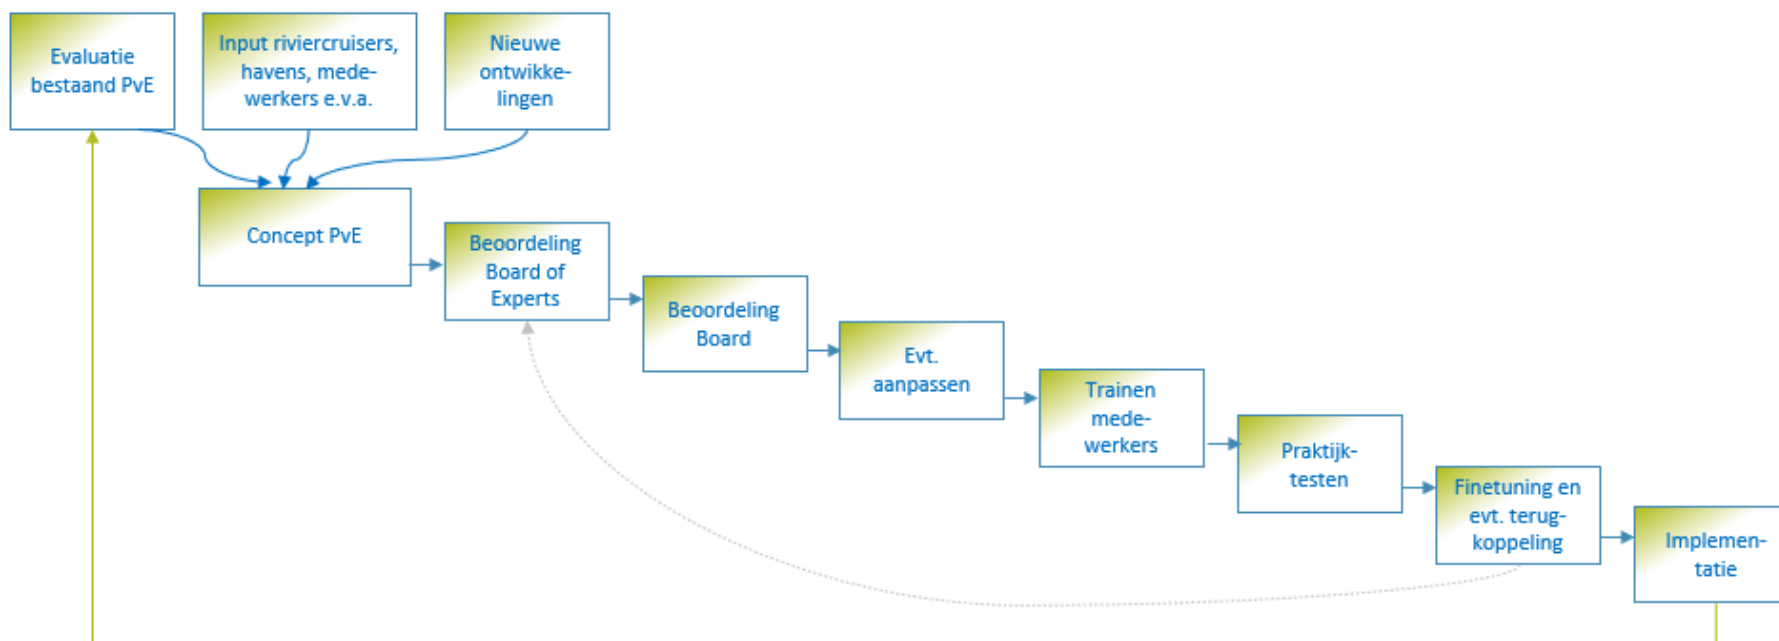 Evaluatie
bestaand PvE
Input riviercruisers,
havens, mede-
werkers e.v.a.
Nieuwe
ontwikke-
lingen
Concept PvE
Beoordeling
Board of
Experts
Beoordeling
Board
Evt.
aanpassen
Trainen
mede-
werkers
Praktijk-
testen
Finetuning en
evt. terug-
koppeling
Implemen-
tatie